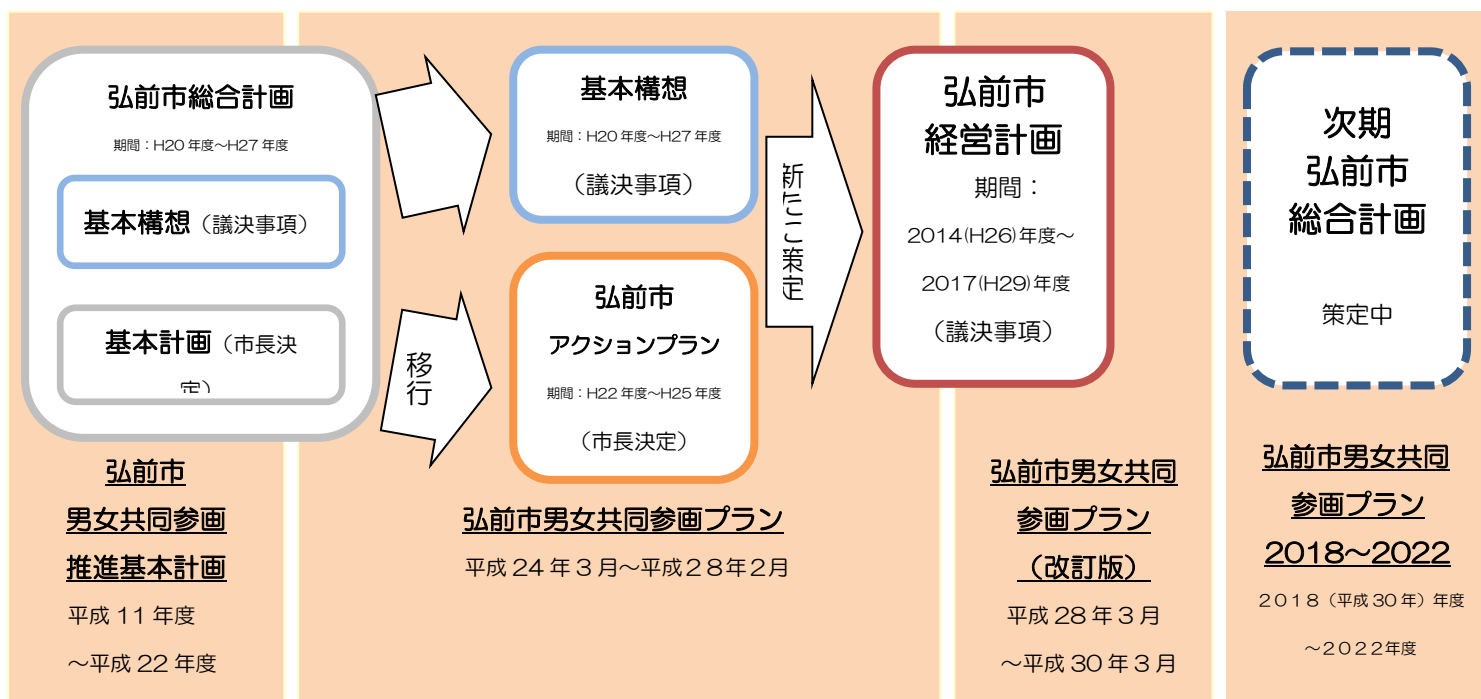 弘前市総合計画
期間：H20年度～H27年度
基本構想（議決事項）
基本計画（市長決
定）
弘前市
男女共同参画
推進基本計画
平成11年度
～平成22年度
移行
基本構想
期間：H20年度～H27年度
（議決事項）
弘前市
アクションプラン
期間：H22年度～H25年度
（市長決定）
弘前市男女共同参画プラン
平成24年３月～平成２８年２月
新たに策定
弘前市
経営計画
期間：
2014(H26)年度～
2017(H29)年度
（議決事項）
弘前市男女共同
参画プラン
（改訂版）
平成28年３月
～平成30年３月
次期
弘前市
総合計画
策定中
弘前市男女共同
参画プラン
2018～2022
２０１８（平成30年）年度
～２０２２年度